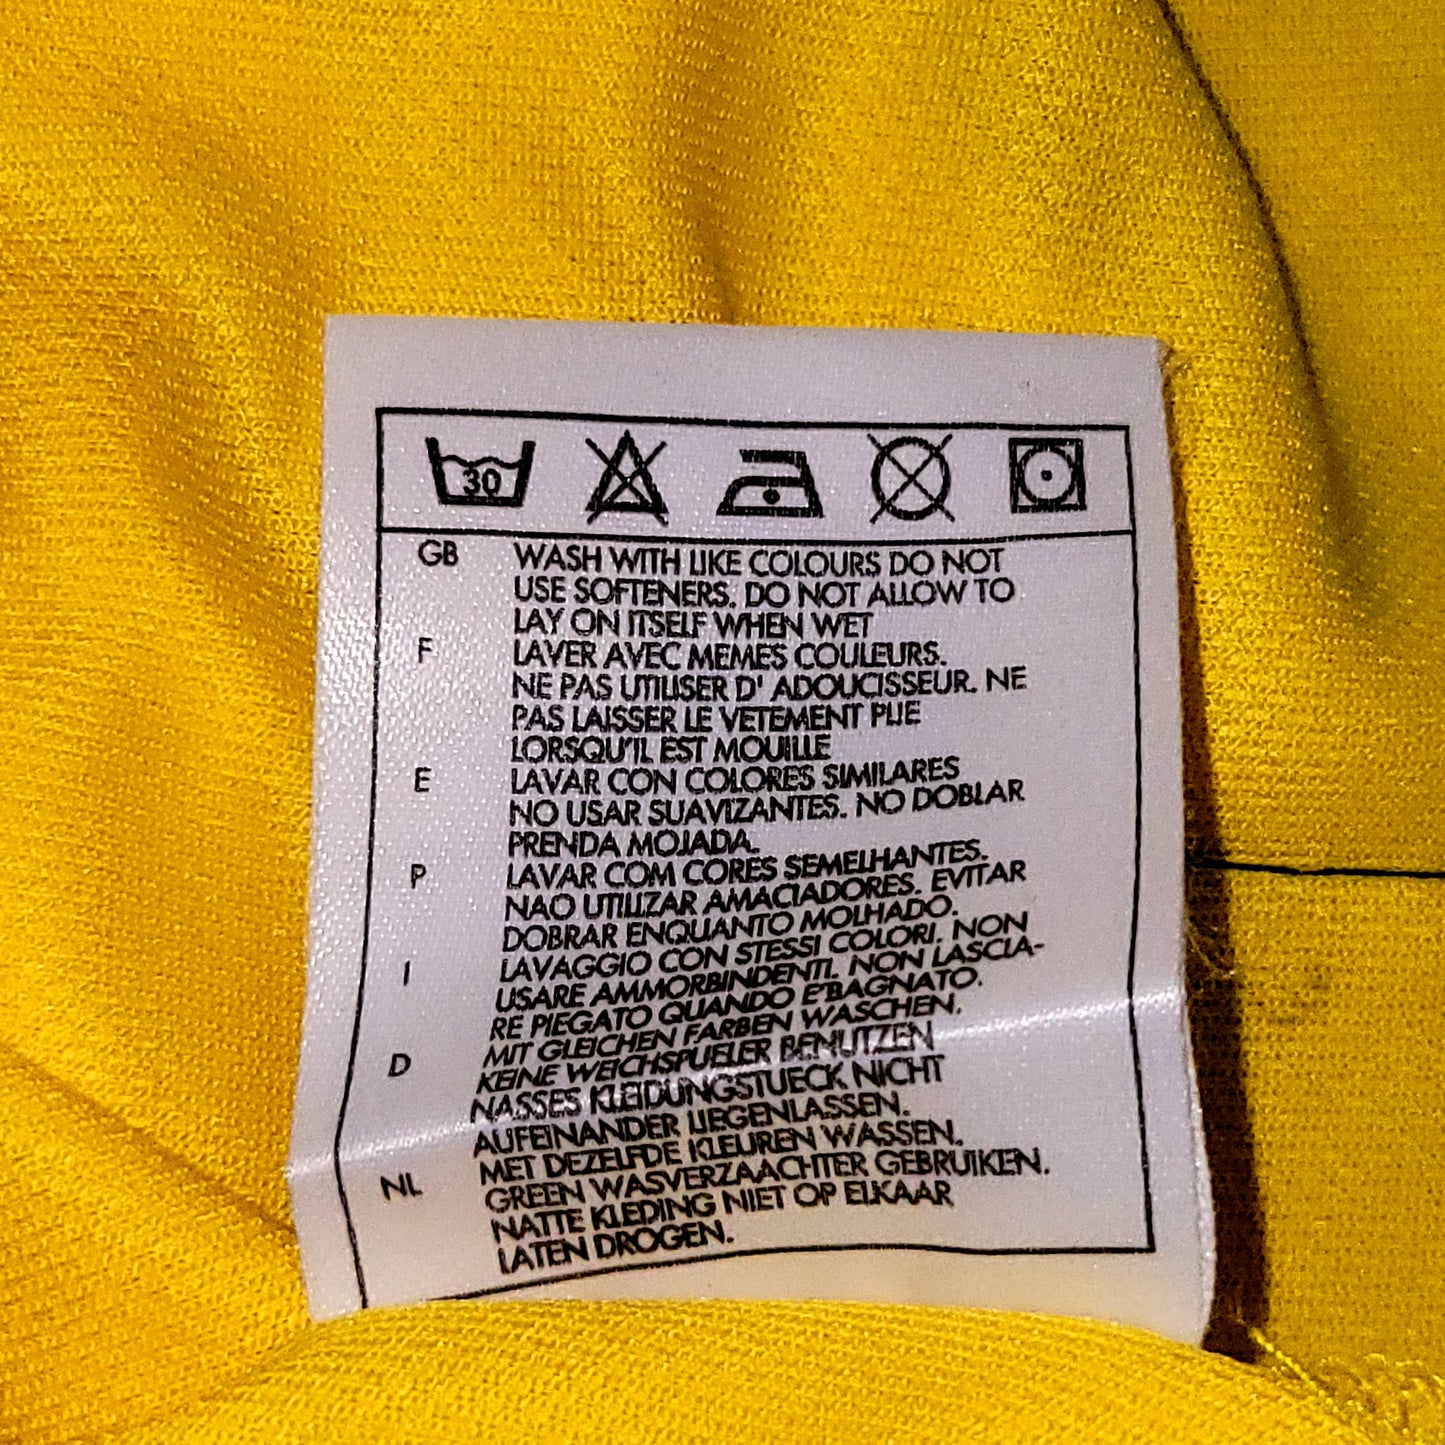 30
GB WASH WITH LIKE COLOURS DO NOT
USE SOFTENERS. DO NOT ALLOW TO
LAY ON ITSELF WHEN WET
F LAVER AVEC MEMES COULEURS.
NE PAS UTILISER D' ADOUCISSEUR. NE
PAS LAISSER LE VETEMENT PLIE
LORSQU'IL EST MOUILLE
E LAVAR CON COLORES SIMILARES
NO USAR SUAVIZANTES. NO DOBLAR
PRENDA MOJADA.
P LAVAR COM CORES SEMELHANTES.
NAO UTILIZAR AMACIADORES. EVITAR
DOBRAR ENQUANTO MOLHADO.
I LAVAGGIO CON STESSI COLORI. NON
USARE AMMORBINDENTI. NON LASCIA-
RE PIEGATO QUANDO E'BAGNATO.
D MIT GLEICHEN FARBEN WASCHEN.
KEINE WEICHSPUELER BENUTZEN
NASSES KLEIDUNGSTUECK NICHT
AUFEINANDER LIEGENLASSEN.
NL MET DEZELFDE KLEUREN WASSEN.
GREEN WASVERZAACHTER GEBRUIKEN.
NATTE KLEDING NIET OP ELKAAR
LATEN DROGEN.